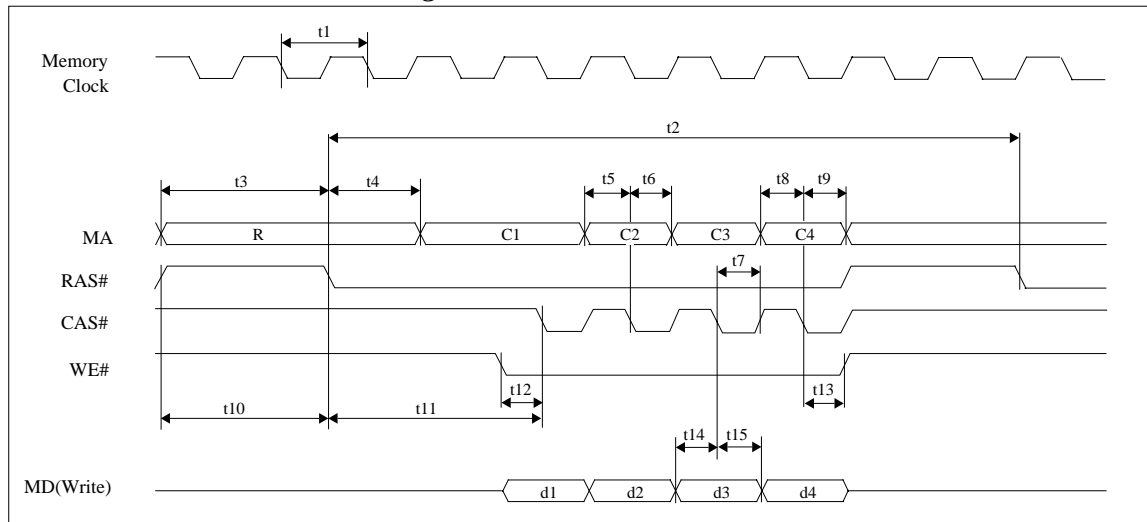 t1
Memory
Clock
t2
t3 t4 t5 t6 t8 t9
MA R C1 C2 C3 C4
t7
RAS#
CAS#
WE#
t12 t13
t10 t11
t14 t15
MD(Write) d1 d2 d3 d4